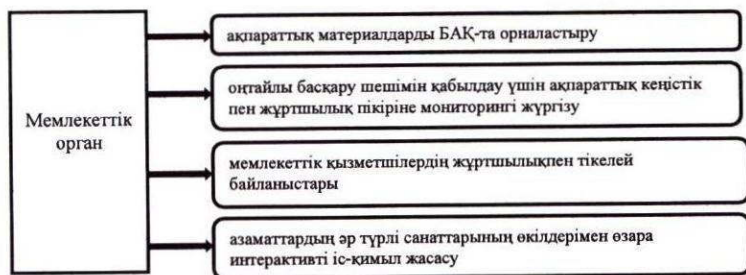 Мемлекеттік
орган
ақпараттық материалдарды БАҚ-та орналастыру
оңтайлы басқару шешімін қабылдау үшін ақпараттық кеңістік
пен жұртшылық пікіріне мониторингі жүргізу
мемлекеттік қызметшілердің жұртшылықпен тікелей
байланыстары
азаматтардың әр түрлі санаттарының өкілдерімен өзара
интерактивті іс-қимыл жасасу